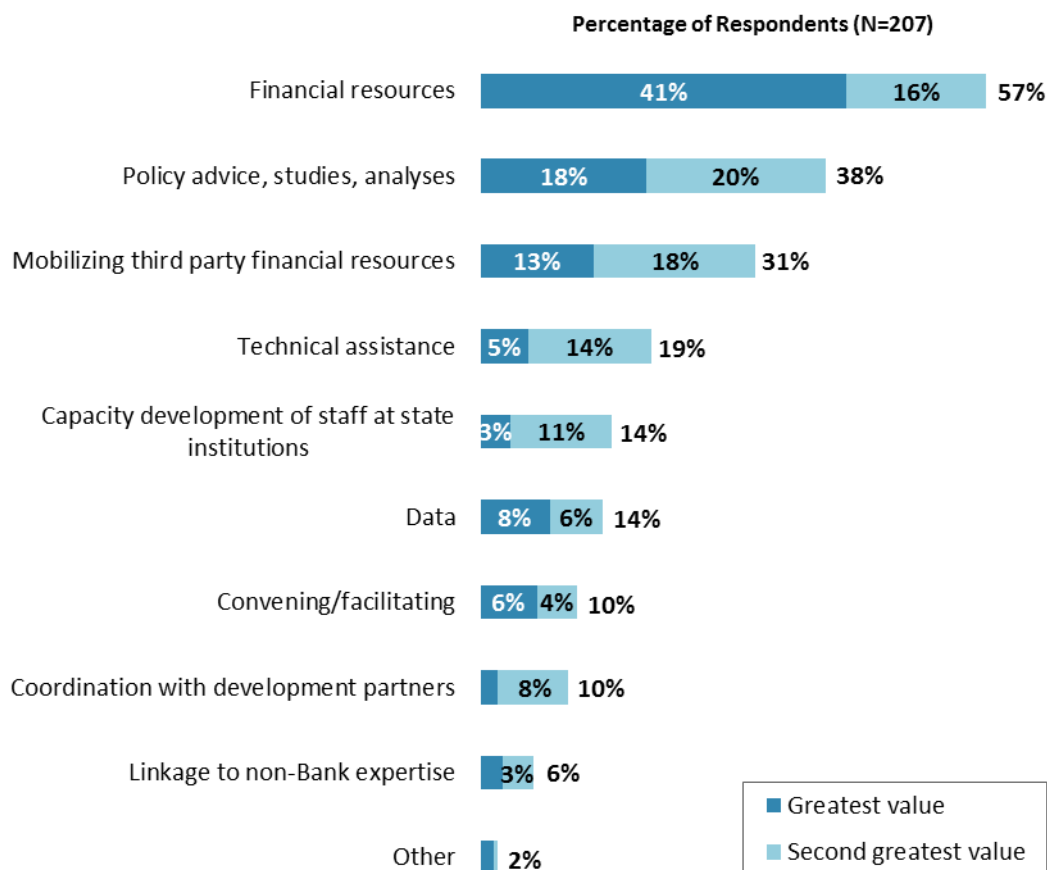 Percentage of Respondents (N=207)
Financial resources 41% 16% 57%
Policy advice, studies, analyses 18% 20% 38%
Mobilizing third party financial resources 13% 18% 31%
Technical assistance 5% 14% 19%
Capacity development of staff at state
institutions 3% 11% 14%
Data 8% 6% 14%
Convening/facilitating 6% 4% 10%
Coordination with development partners 8% 10%
Linkage to non-Bank expertise 3% 6%
Other 2%
Greatest value
Second greatest value